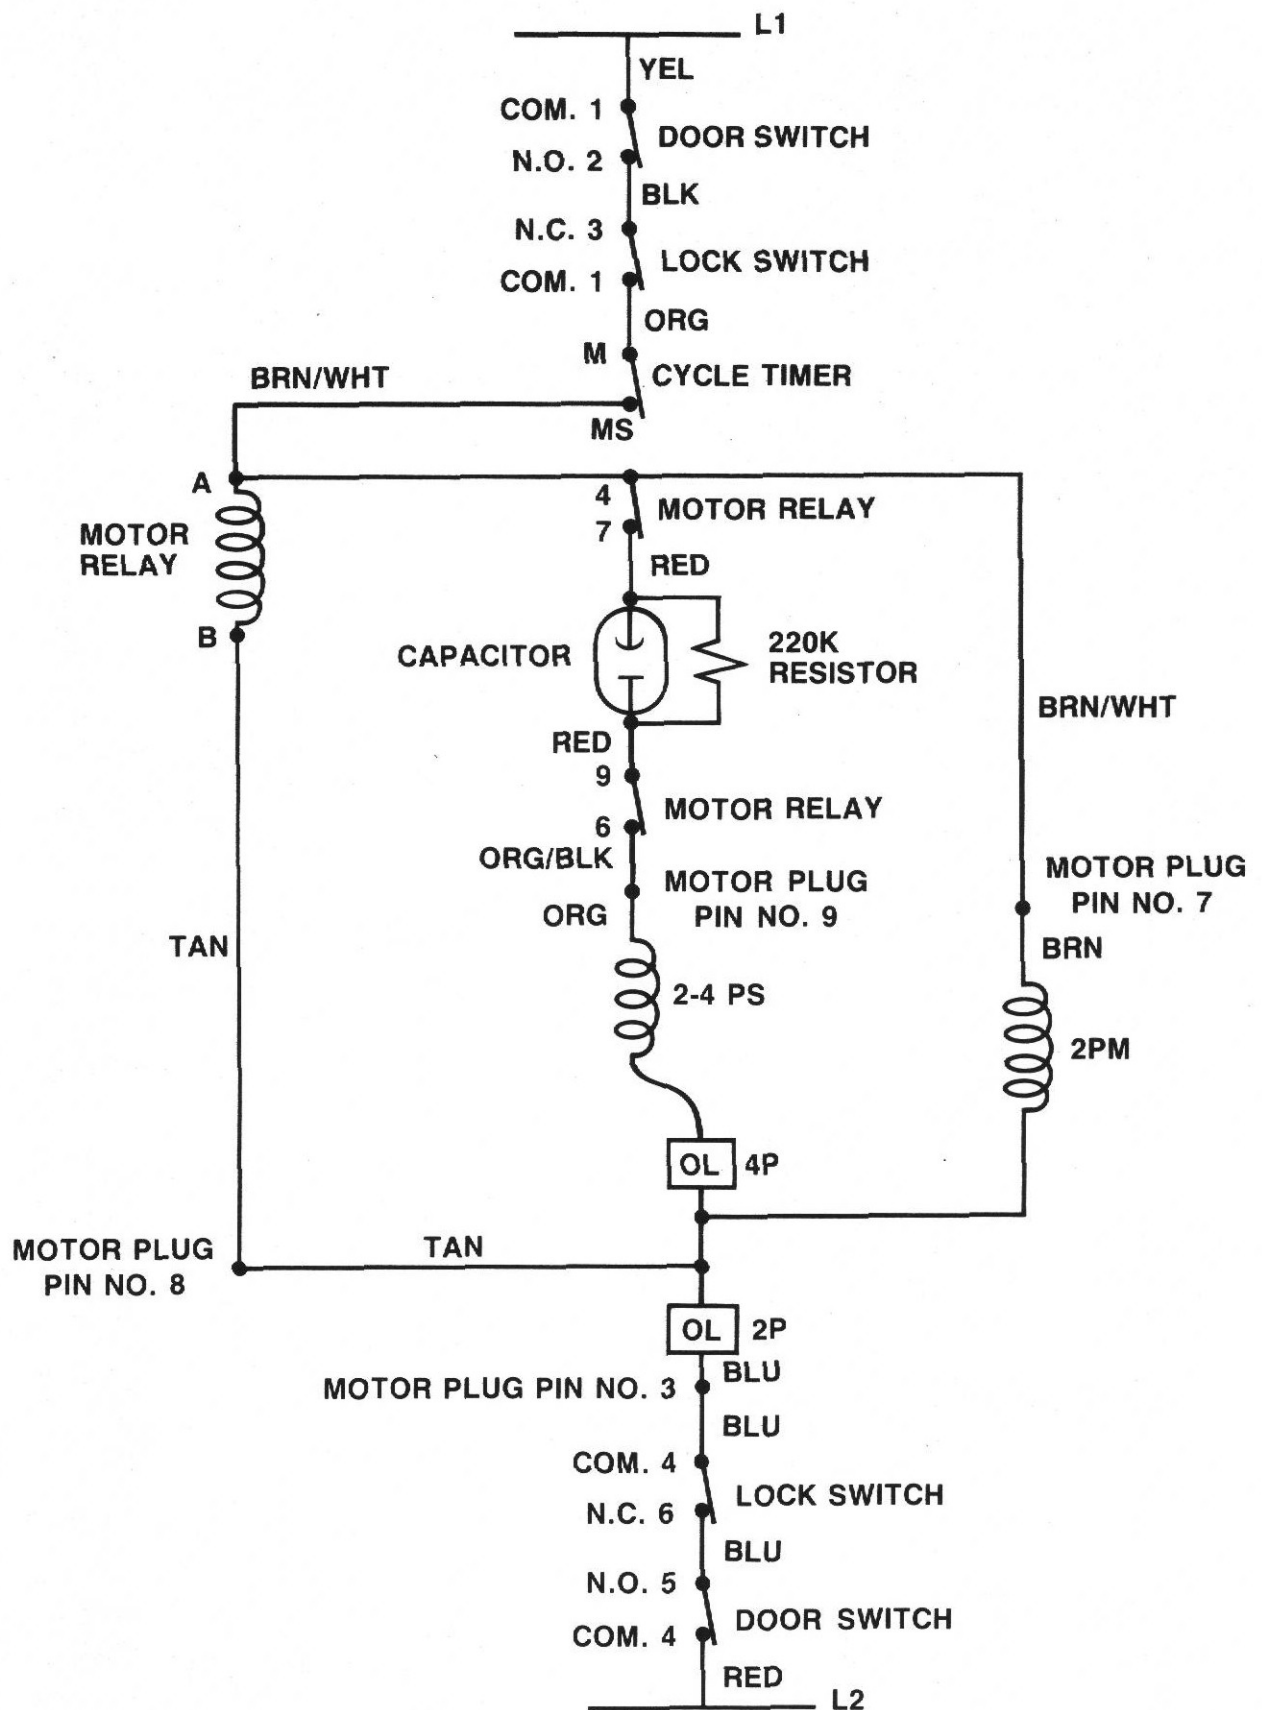 L1
YEL
COM. 1
DOOR SWITCH
N.O. 2
BLK
N.C. 3
LOCK SWITCH
COM. 1
ORG
M
CYCLE TIMER
BRN/WHT
MS
A
4
MOTOR RELAY
7
MOTOR
RELAY
RED
B
CAPACITOR
220K
RESISTOR
BRN/WHT
RED
9
MOTOR RELAY
6
ORG/BLK
MOTOR PLUG
PIN NO. 9
MOTOR PLUG
PIN NO. 7
ORG
TAN
BRN
2-4 PS
2PM
OL
4P
MOTOR PLUG
PIN NO. 8
TAN
OL
2P
BLU
MOTOR PLUG PIN NO. 3
BLU
COM. 4
LOCK SWITCH
N.C. 6
BLU
N.O. 5
DOOR SWITCH
COM. 4
RED
L2